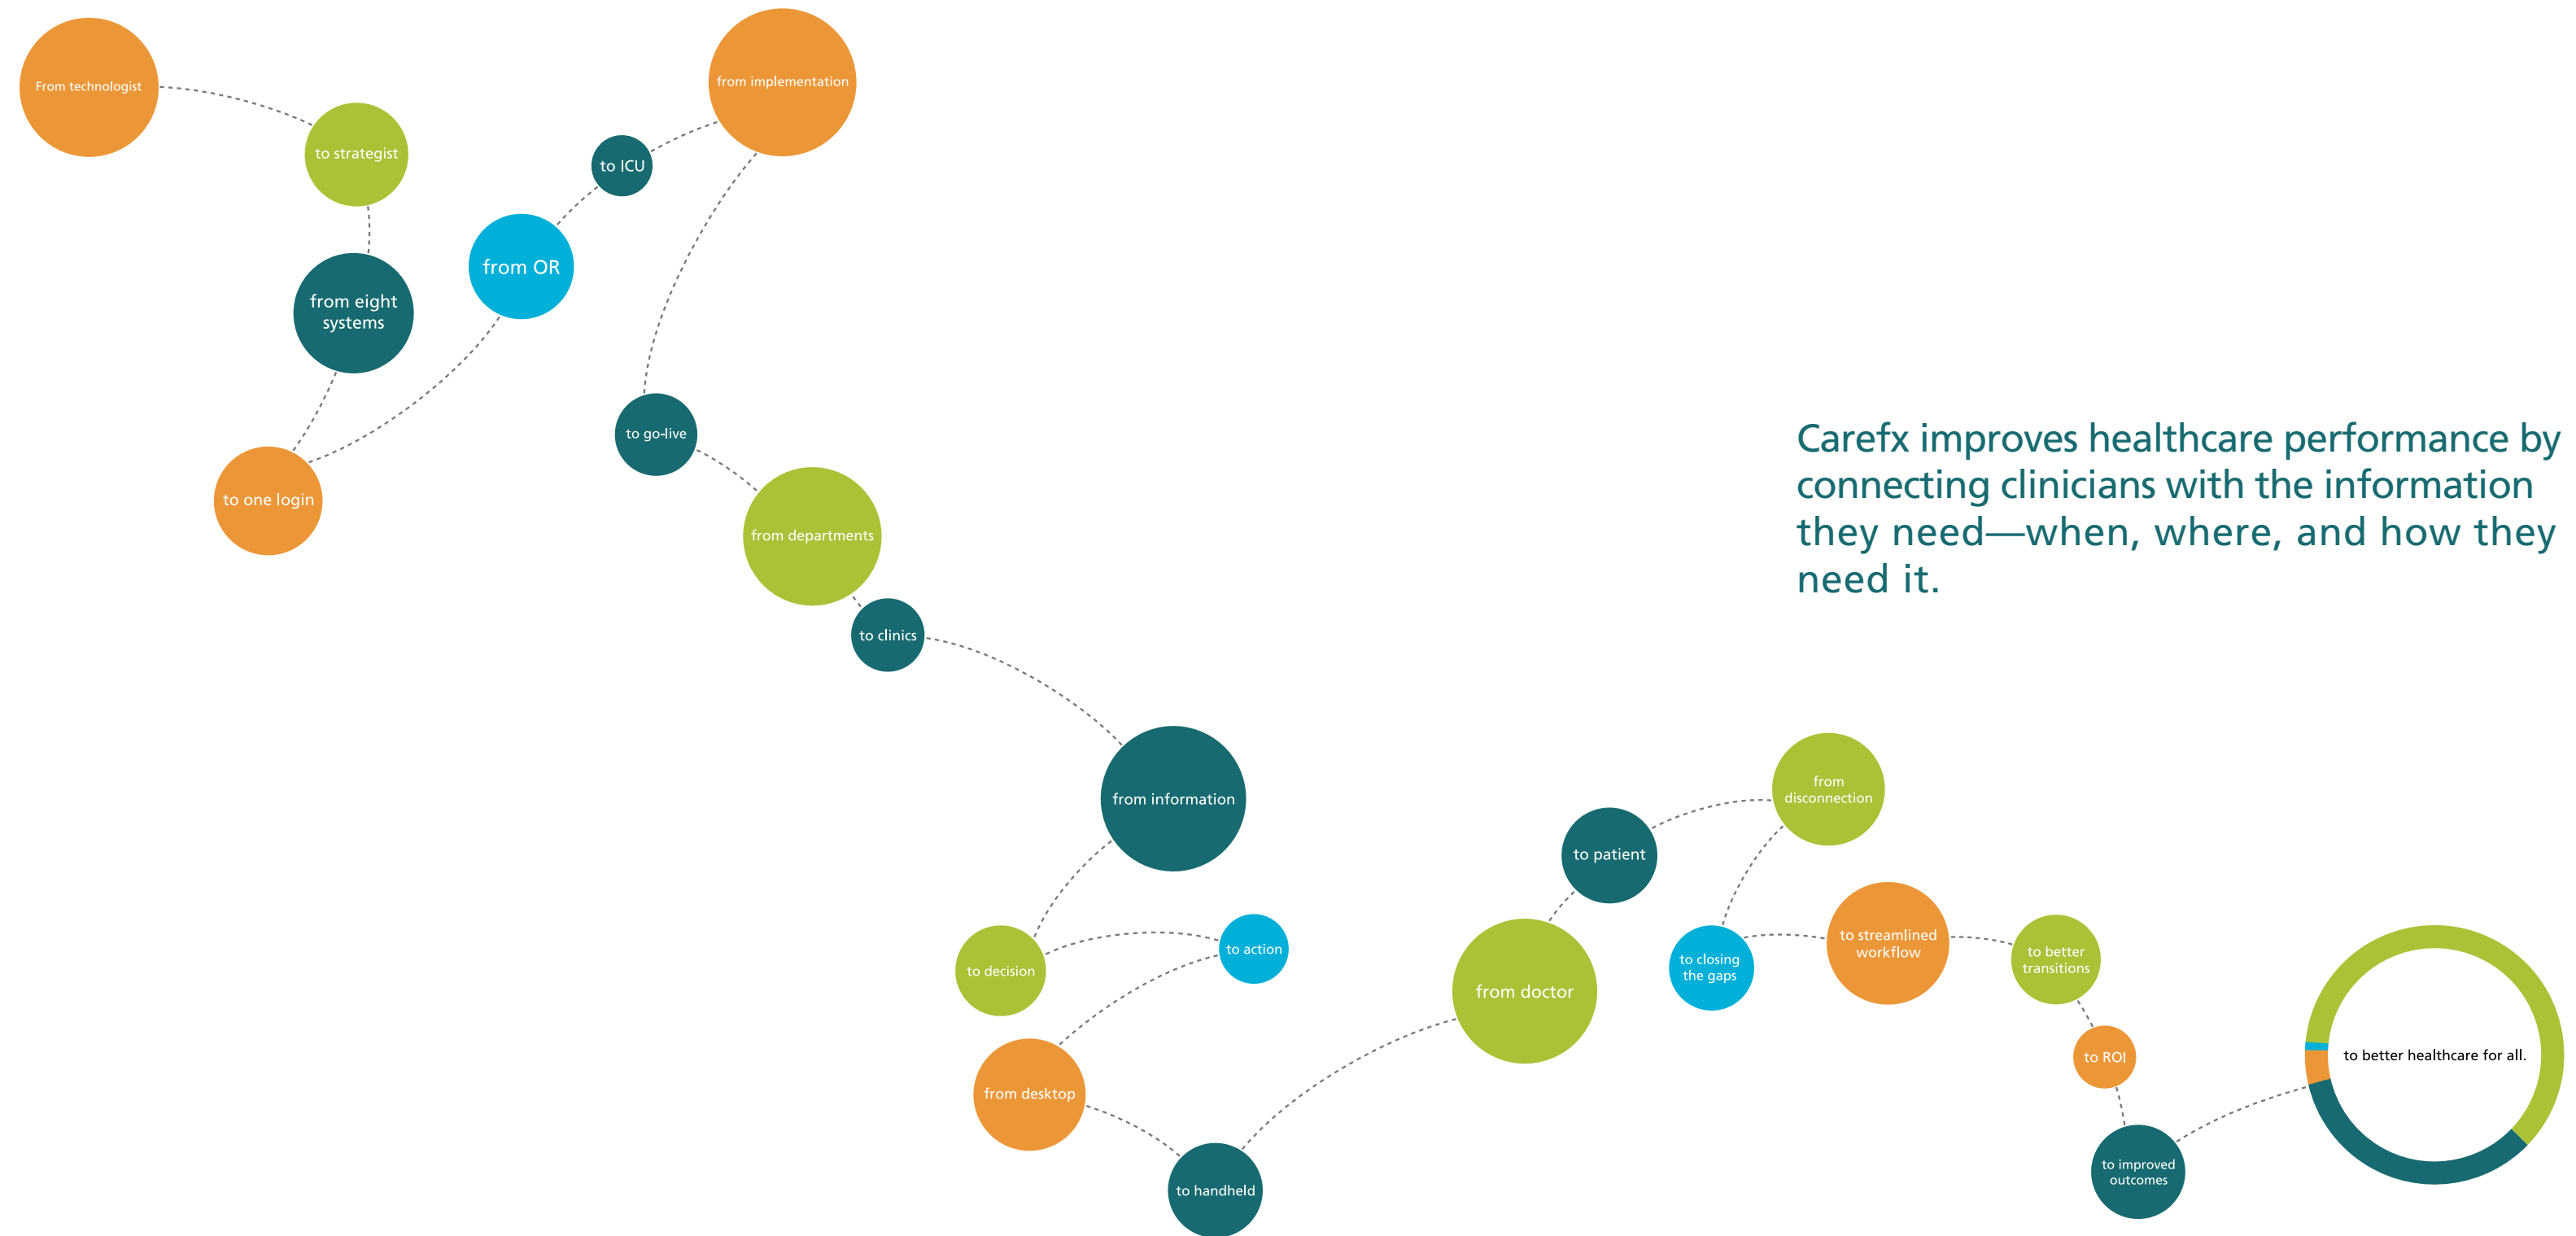 From technologist
to strategist
from eight
systems
to one login
from OR
to ICU
from implementation
to go-live
from departments
to clinics
from information
to decision
to action
from desktop
to handheld
from doctor
to patient
from
disconnection
to closing
the gaps
to streamlined
workflow
to better
transitions
to ROI
to improved
outcomes
to better healthcare for all.
Carefx improves healthcare performance by
connecting clinicians with the information
they need—when, where, and how they
need it.